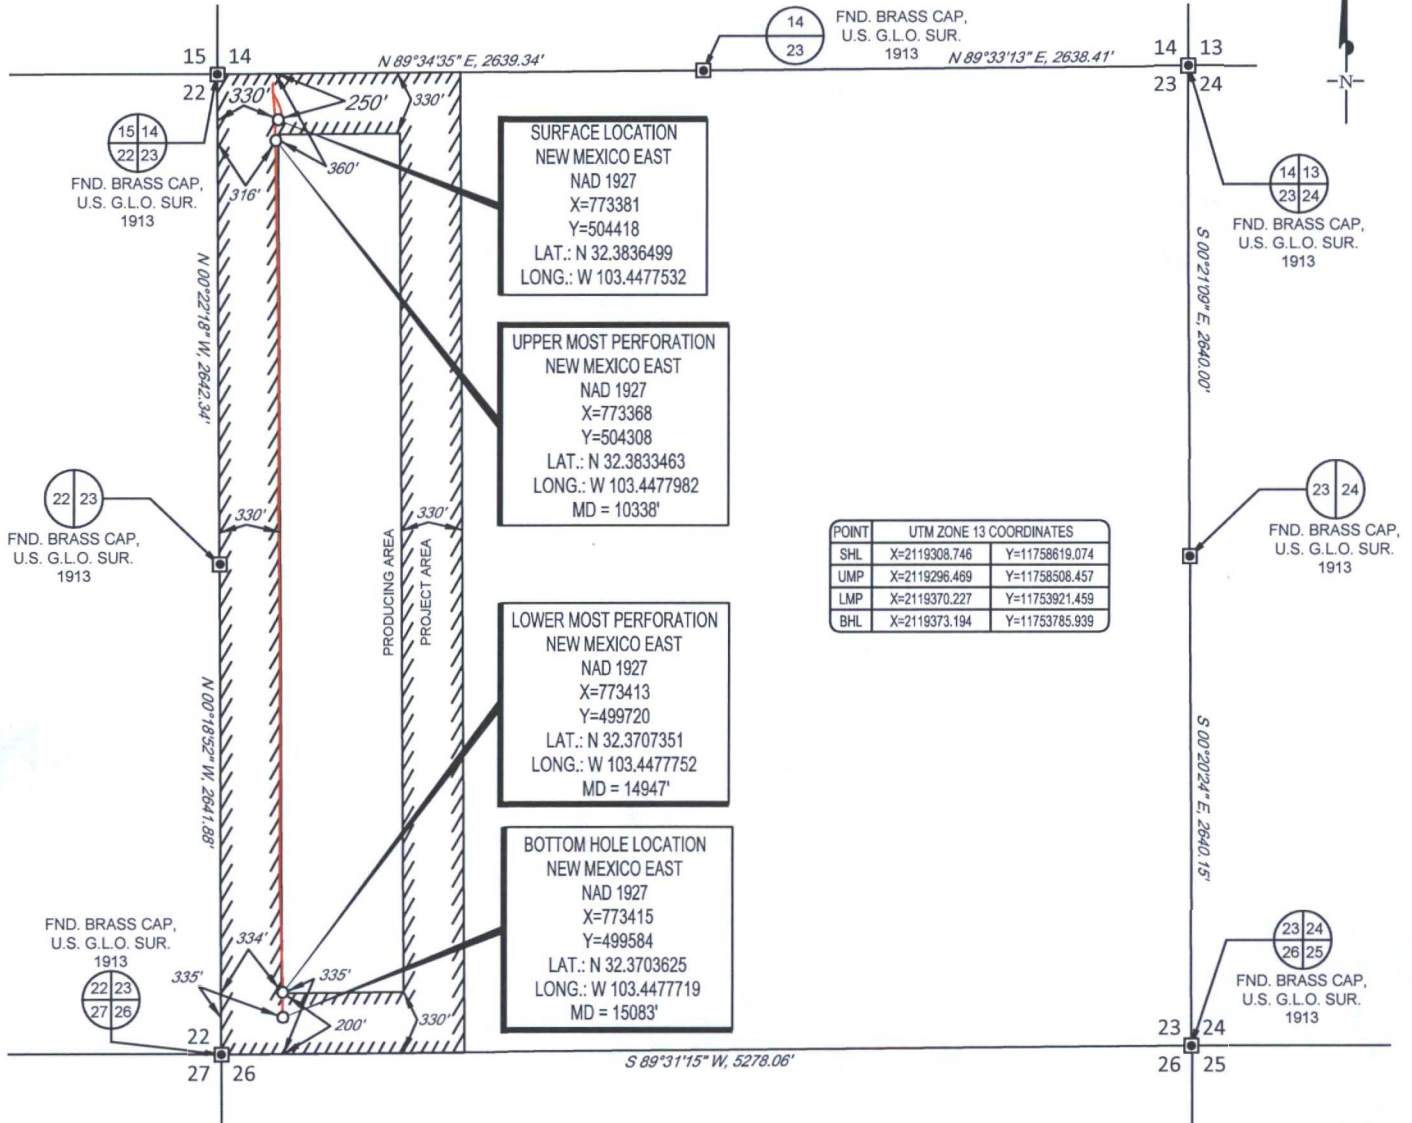 15 14
22
N 89°34'35" E, 2639.34'
14
23
FND. BRASS CAP,
U.S. G.L.O. SUR.
1913
N 89°33'13" E, 2638.41'
14 13
23 24
N
330'
250'
330'
360'
316'
15 14
22 23
FND. BRASS CAP,
U.S. G.L.O. SUR.
1913
14 13
23 24
FND. BRASS CAP,
U.S. G.L.O. SUR.
1913
SURFACE LOCATION
NEW MEXICO EAST
NAD 1927
X=773381
Y=504418
LAT.: N 32.3836499
LONG.: W 103.4477532
N 00°22'18" W, 2642.34'
S 00°21'09" E, 2640.00'
UPPER MOST PERFORATION
NEW MEXICO EAST
NAD 1927
X=773368
Y=504308
LAT.: N 32.3833463
LONG.: W 103.4477982
MD = 10338'
22 23
FND. BRASS CAP,
U.S. G.L.O. SUR.
1913
330'
330'
PRODUCING AREA
PROJECT AREA
23 24
FND. BRASS CAP,
U.S. G.L.O. SUR.
1913
POINT UTM ZONE 13 COORDINATES
SHL X=2119308.746 Y=11758619.074
UMP X=2119296.469 Y=11758508.457
LMP X=2119370.227 Y=11753921.459
BHL X=2119373.194 Y=11753785.939
LOWER MOST PERFORATION
NEW MEXICO EAST
NAD 1927
X=773413
Y=499720
LAT.: N 32.3707351
LONG.: W 103.4477752
MD = 14947'
N 00°18'52" W, 2641.88'
S 00°20'24" E, 2640.15'
BOTTOM HOLE LOCATION
NEW MEXICO EAST
NAD 1927
X=773415
Y=499584
LAT.: N 32.3703625
LONG.: W 103.4477719
MD = 15083'
FND. BRASS CAP,
U.S. G.L.O. SUR.
1913
22 23
27 26
334'
335'
335'
200'
330'
23 24
26 25
FND. BRASS CAP,
U.S. G.L.O. SUR.
1913
22
27 26
S 89°31'15" W, 5278.06'
23 24
26 25